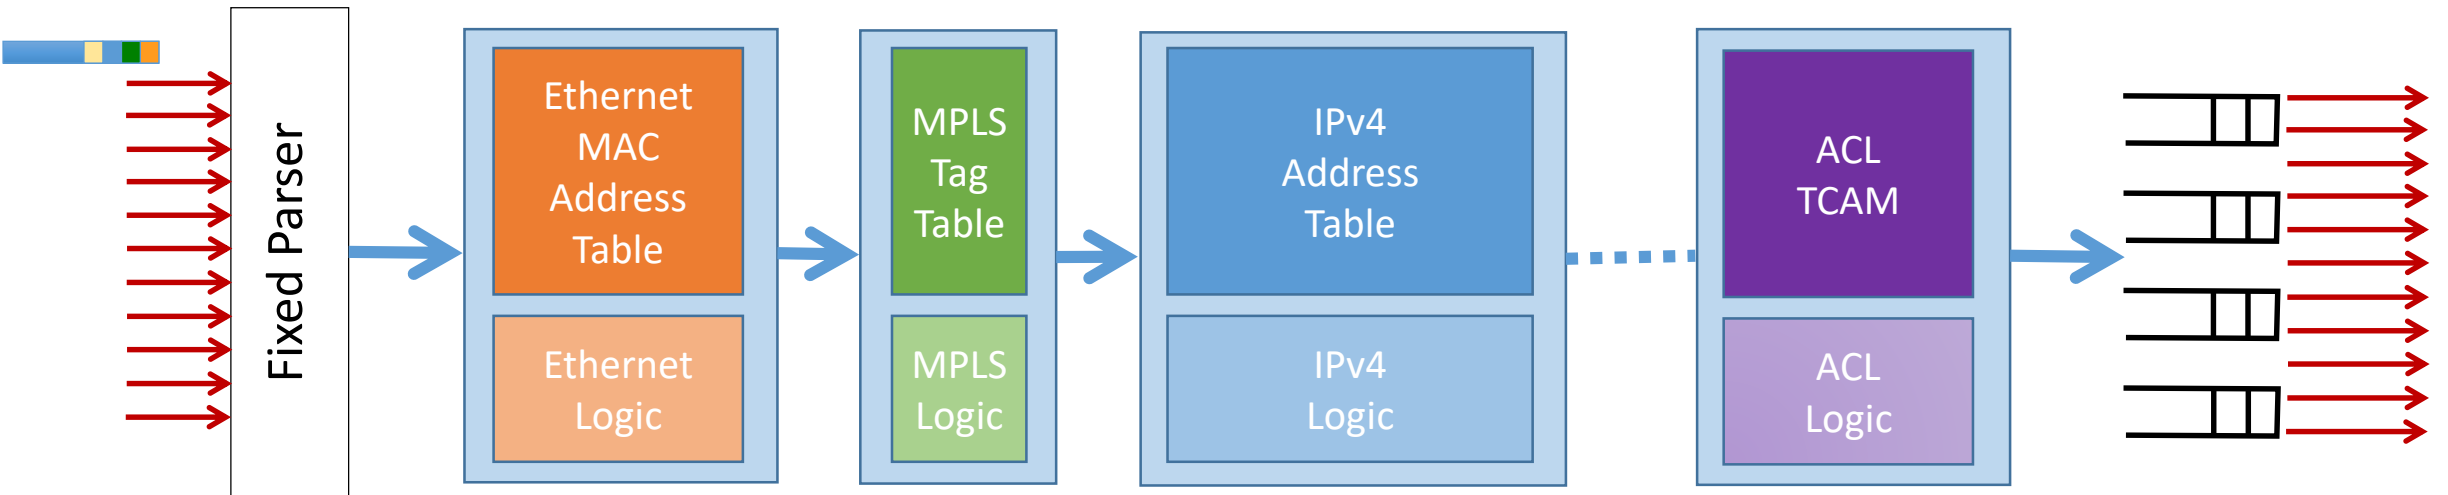 Fixed Parser
Ethernet
MAC
Address
Table
Ethernet
Logic
MPLS
Tag
Table
MPLS
Logic
IPv4
Address
Table
IPv4
Logic
ACL
TCAM
ACL
Logic